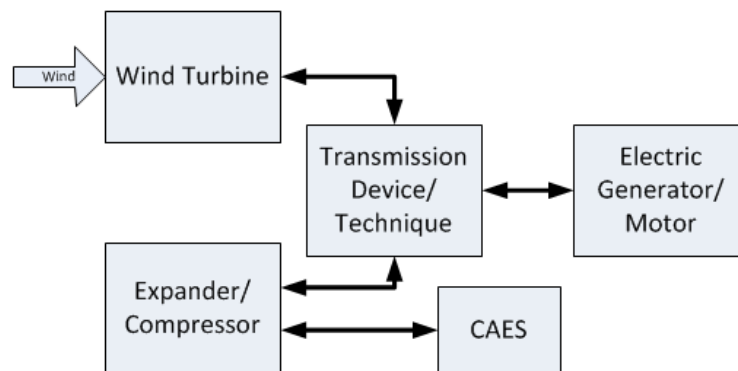 Wind
Wind Turbine
Transmission
Device/
Technique
Electric
Generator/
Motor
Expander/
Compressor
CAES